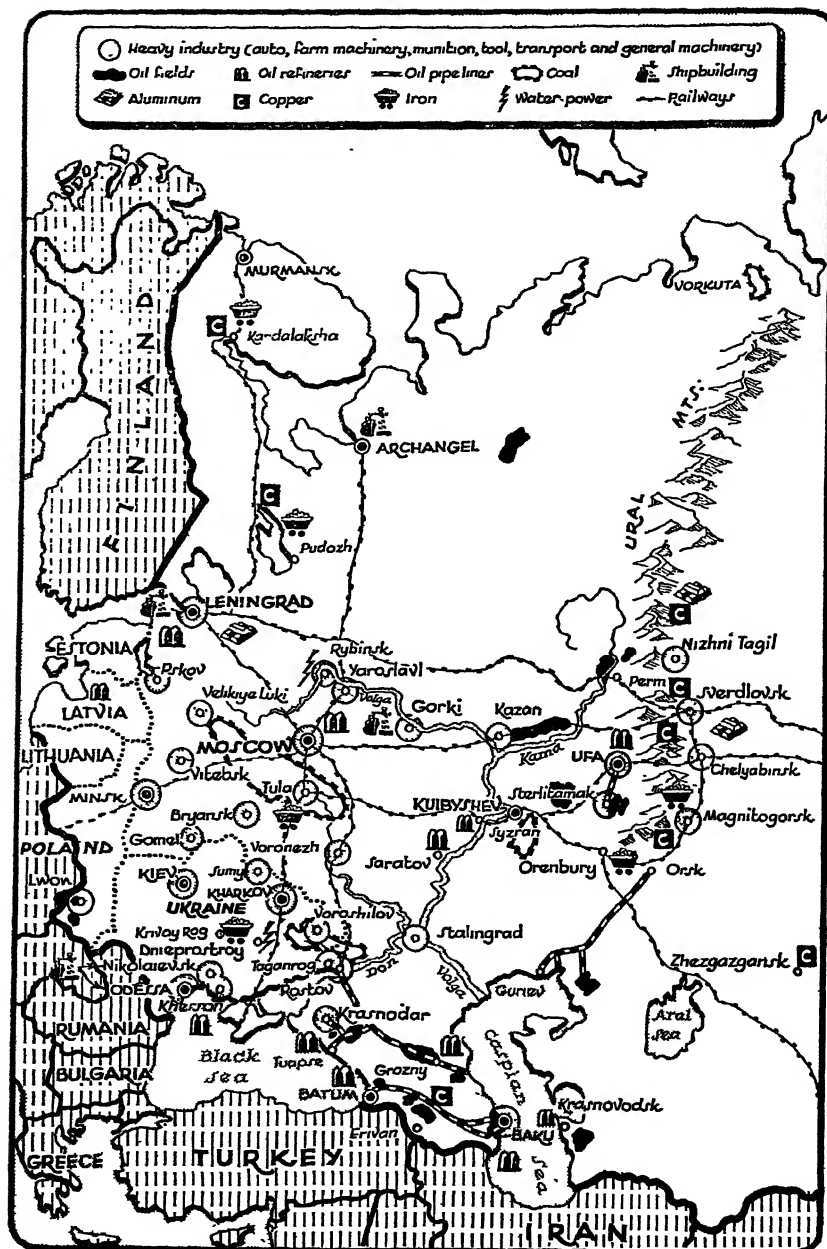 Heavy industry (auto, farm machinery, munition, tool, transport and general machinery)
Oil fields Oil refineries Oil pipe lines Coal Shipbuilding
Aluminum C Copper Iron Water-power Railways
MURMANSK
VORKUTA
C
Kandalaksha
FINLAND
URAL MTS.
ARCHANGEL
C
Pudozh
LENINGRAD
C
ESTONIA
Rybinsk
Nizhni Tagil
Pskov
Yaroslavl
Perm
C
Velikiye Luki
Volga
Gorki
Kazan
Sverdlovsk
LATVIA
MOSCOW
C
LITHUANIA
Kama
UFA
Vitebsk
Chelyabinsk
MINSK
Tula
Sterlitamak
Bryansk
KUIBYSHEV
Magnitogorsk
Gomel
Voronezh
Syzran
C
POLAND
Saratov
Orenburg
Orsk
Lwow
KIEV
Sumy
KHARKOV
UKRAINE
Voroshilov
Krivoy Rog
Stalingrad
Dnieprostroy
Zhezgazgansk
C
Nikolaievsk
Taganrog
Don
Volga
ODESSA
Rostov
Guriev
Kherson
Aral
Sea
RUMANIA
Krasnodar
Black
Sea
Tuapse
Caspian
Sea
BULGARIA
Grozny
BATUM
C
Krasnovodsk
BAKU
Erivan
GREECE
TURKEY
IRAN